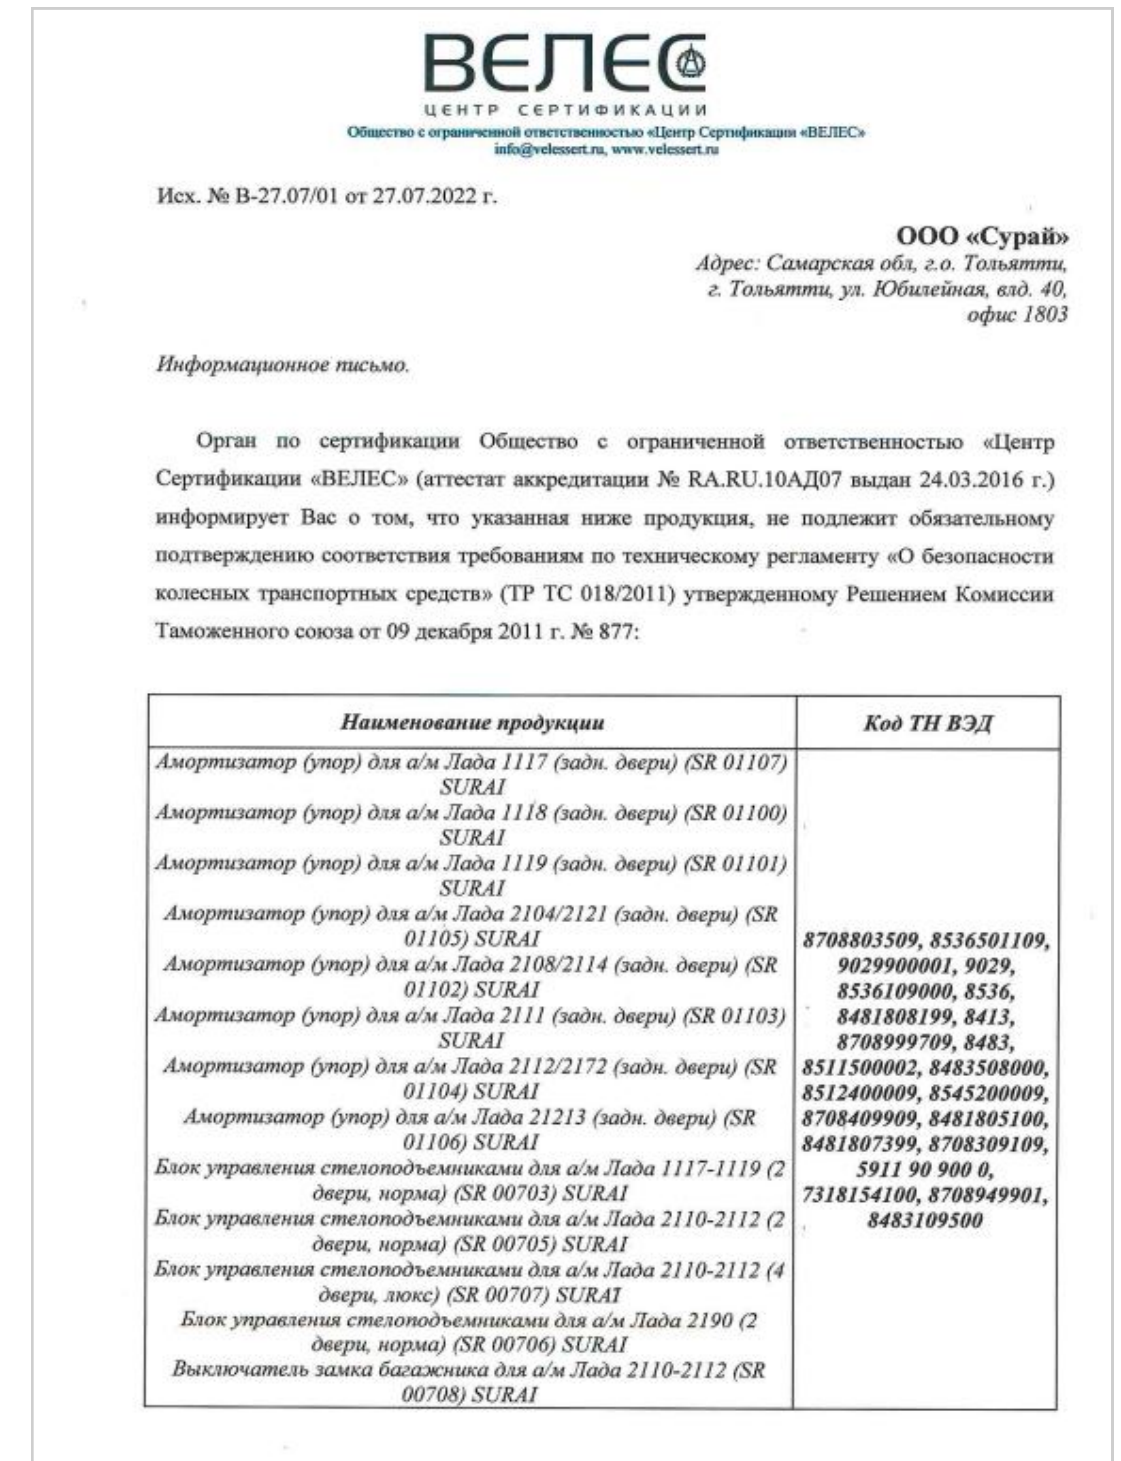 ВЕЛЕС
ЦЕНТР СЕРТИФИКАЦИИ
Общество с ограниченной ответственностью «Центр Сертификации «ВЕЛЕС»
info@velessert.ru, www.velessert.ru
Исх. № В-27.07/01 от 27.07.2022 г.
ООО «Сурай»
Адрес: Самарская обл, г.о. Тольятти,
г. Тольятти, ул. Юбилейная, влд. 40,
офис 1803
Информационное письмо.
Орган по сертификации Общество с ограниченной ответственностью «Центр
Сертификации «ВЕЛЕС» (аттестат аккредитации № RA.RU.10АД07 выдан 24.03.2016 г.)
информирует Вас о том, что указанная ниже продукция, не подлежит обязательному
подтверждению соответствия требованиям по техническому регламенту «О безопасности
колесных транспортных средств» (ТР ТС 018/2011) утвержденному Решением Комиссии
Таможенного союза от 09 декабря 2011 г. № 877:
Наименование продукции
Код ТН ВЭД
Амортизатор (упор) для а/м Лада 1117 (задн. двери) (SR 01107)
SURAI
Амортизатор (упор) для а/м Лада 1118 (задн. двери) (SR 01100)
SURAI
Амортизатор (упор) для а/м Лада 1119 (задн. двери) (SR 01101)
SURAI
Амортизатор (упор) для а/м Лада 2104/2121 (задн. двери) (SR
01105) SURAI
Амортизатор (упор) для а/м Лада 2108/2114 (задн. двери) (SR
01102) SURAI
Амортизатор (упор) для а/м Лада 2111 (задн. двери) (SR 01103)
SURAI
Амортизатор (упор) для а/м Лада 2112/2172 (задн. двери) (SR
01104) SURAI
Амортизатор (упор) для а/м Лада 21213 (задн. двери) (SR
01106) SURAI
Блок управления стелоподъемниками для а/м Лада 1117-1119 (2
двери, норма) (SR 00703) SURAI
Блок управления стелоподъемниками для а/м Лада 2110-2112 (2
двери, норма) (SR 00705) SURAI
Блок управления стелоподъемниками для а/м Лада 2110-2112 (4
двери, люкс) (SR 00707) SURAI
Блок управления стелоподъемниками для а/м Лада 2190 (2
двери, норма) (SR 00706) SURAI
Выключатель замка багажника для а/м Лада 2110-2112 (SR
00708) SURAI
8708803509, 8536501109,
9029900001, 9029,
8536109000, 8536,
8481808199, 8413,
8708999709, 8483,
8511500002, 8483508000,
8512400009, 8545200009,
8708409909, 8481805100,
8481807399, 8708309109,
5911 90 900 0,
7318154100, 8708949901,
8483109500